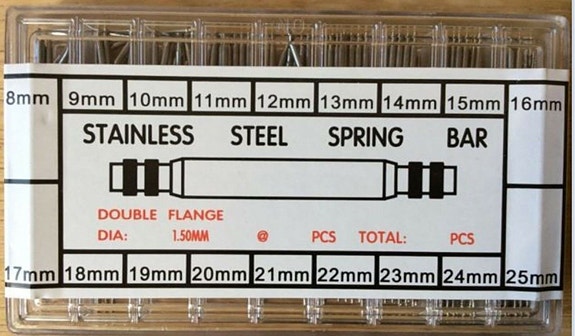 8mm 9mm 10mm 11mm 12mm 13mm 14mm 15mm 16mm
STAINLESS STEEL SPRING BAR
DOUBLE FLANGE
DIA: 1.50MM @ PCS TOTAL: PCS
17mm 18mm 19mm 20mm 21mm 22mm 23mm 24mm 25mm